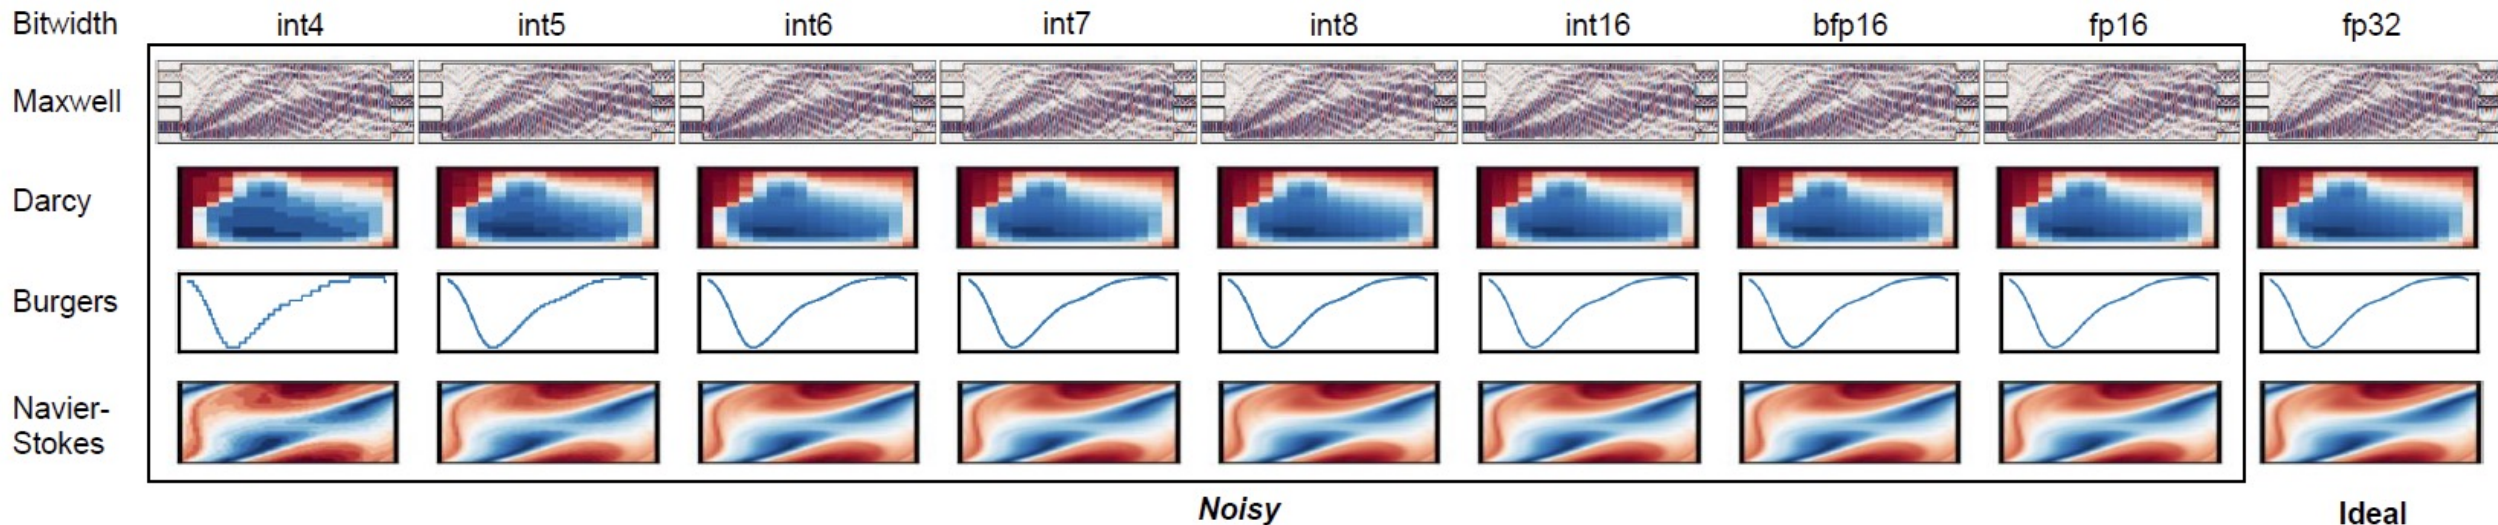 Bitwidth int4 int5 int6 int7 int8 int16 bfp16 fp16 fp32
Maxwell
Darcy
Burgers
Navier-
Stokes
Noisy
Ideal